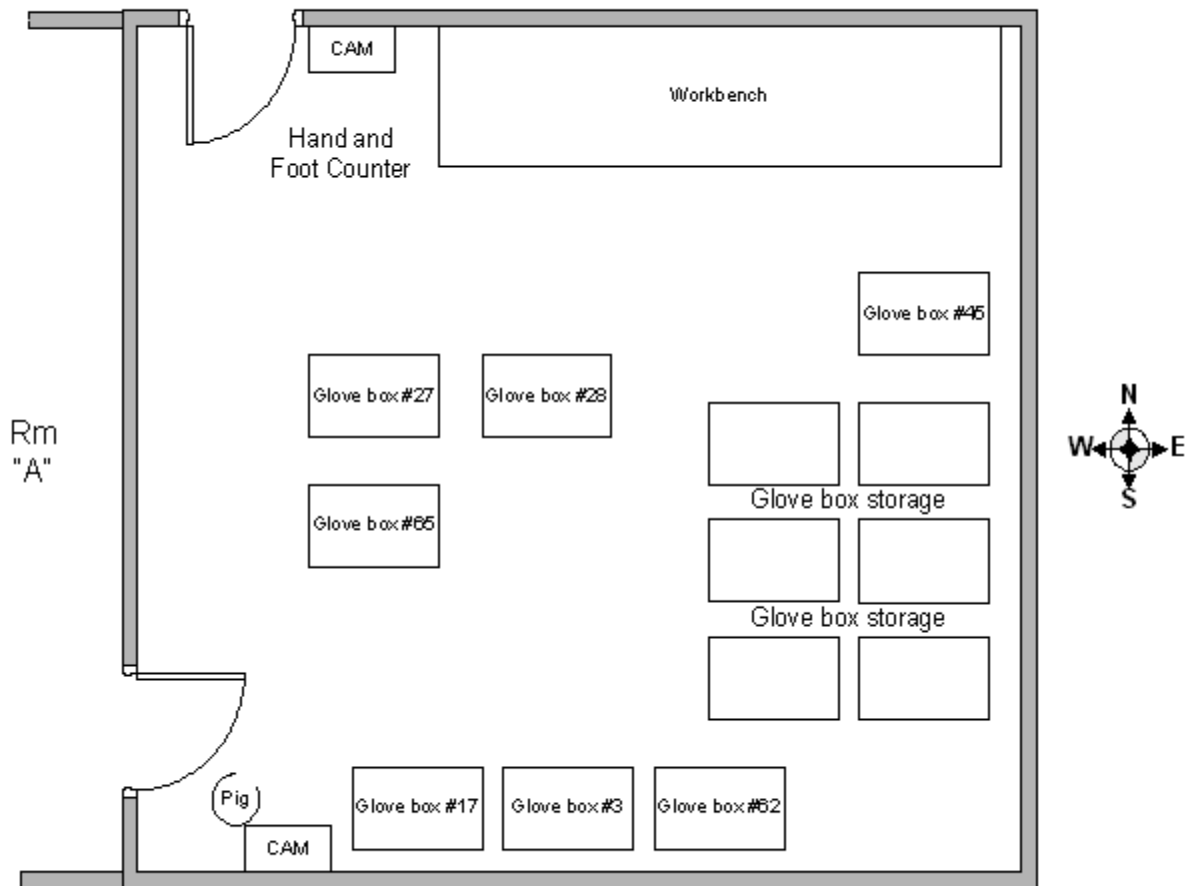 CAM
Workbench
Hand and
Foot Counter
Glove box #45
Glove box #27
Glove box #28
N
W E
S
Rm
"A"
Glove box storage
Glove box #65
Glove box storage
Pig
Glove box #17
Glove box #3
Glove box #62
CAM